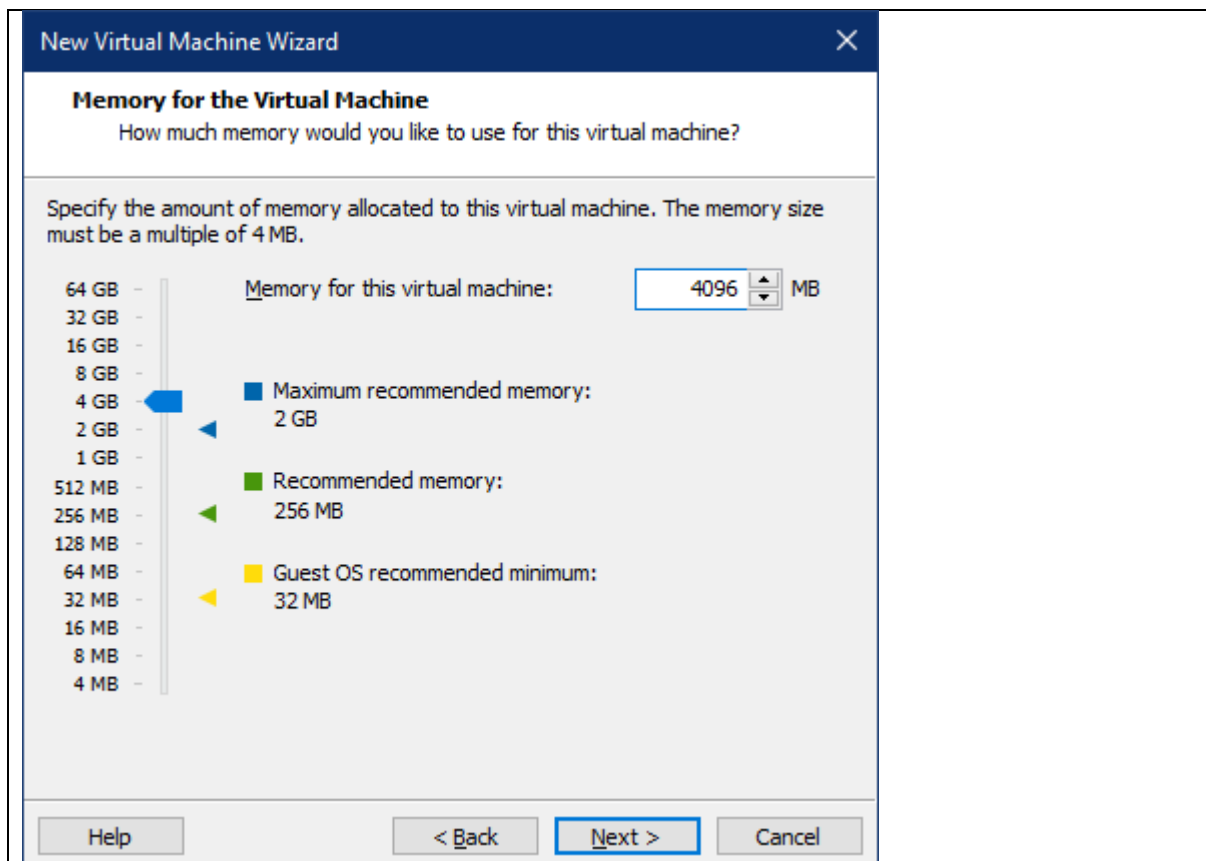 New Virtual Machine Wizard
Memory for the Virtual Machine
How much memory would you like to use for this virtual machine?
Specify the amount of memory allocated to this virtual machine. The memory size
must be a multiple of 4 MB.
Memory for this virtual machine: 4096 MB
64 GB
32 GB
16 GB
8 GB
4 GB
2 GB
1 GB
512 MB
256 MB
128 MB
64 MB
32 MB
16 MB
8 MB
4 MB
Maximum recommended memory:
2 GB
Recommended memory:
256 MB
Guest OS recommended minimum:
32 MB
Help
< Back
Next >
Cancel